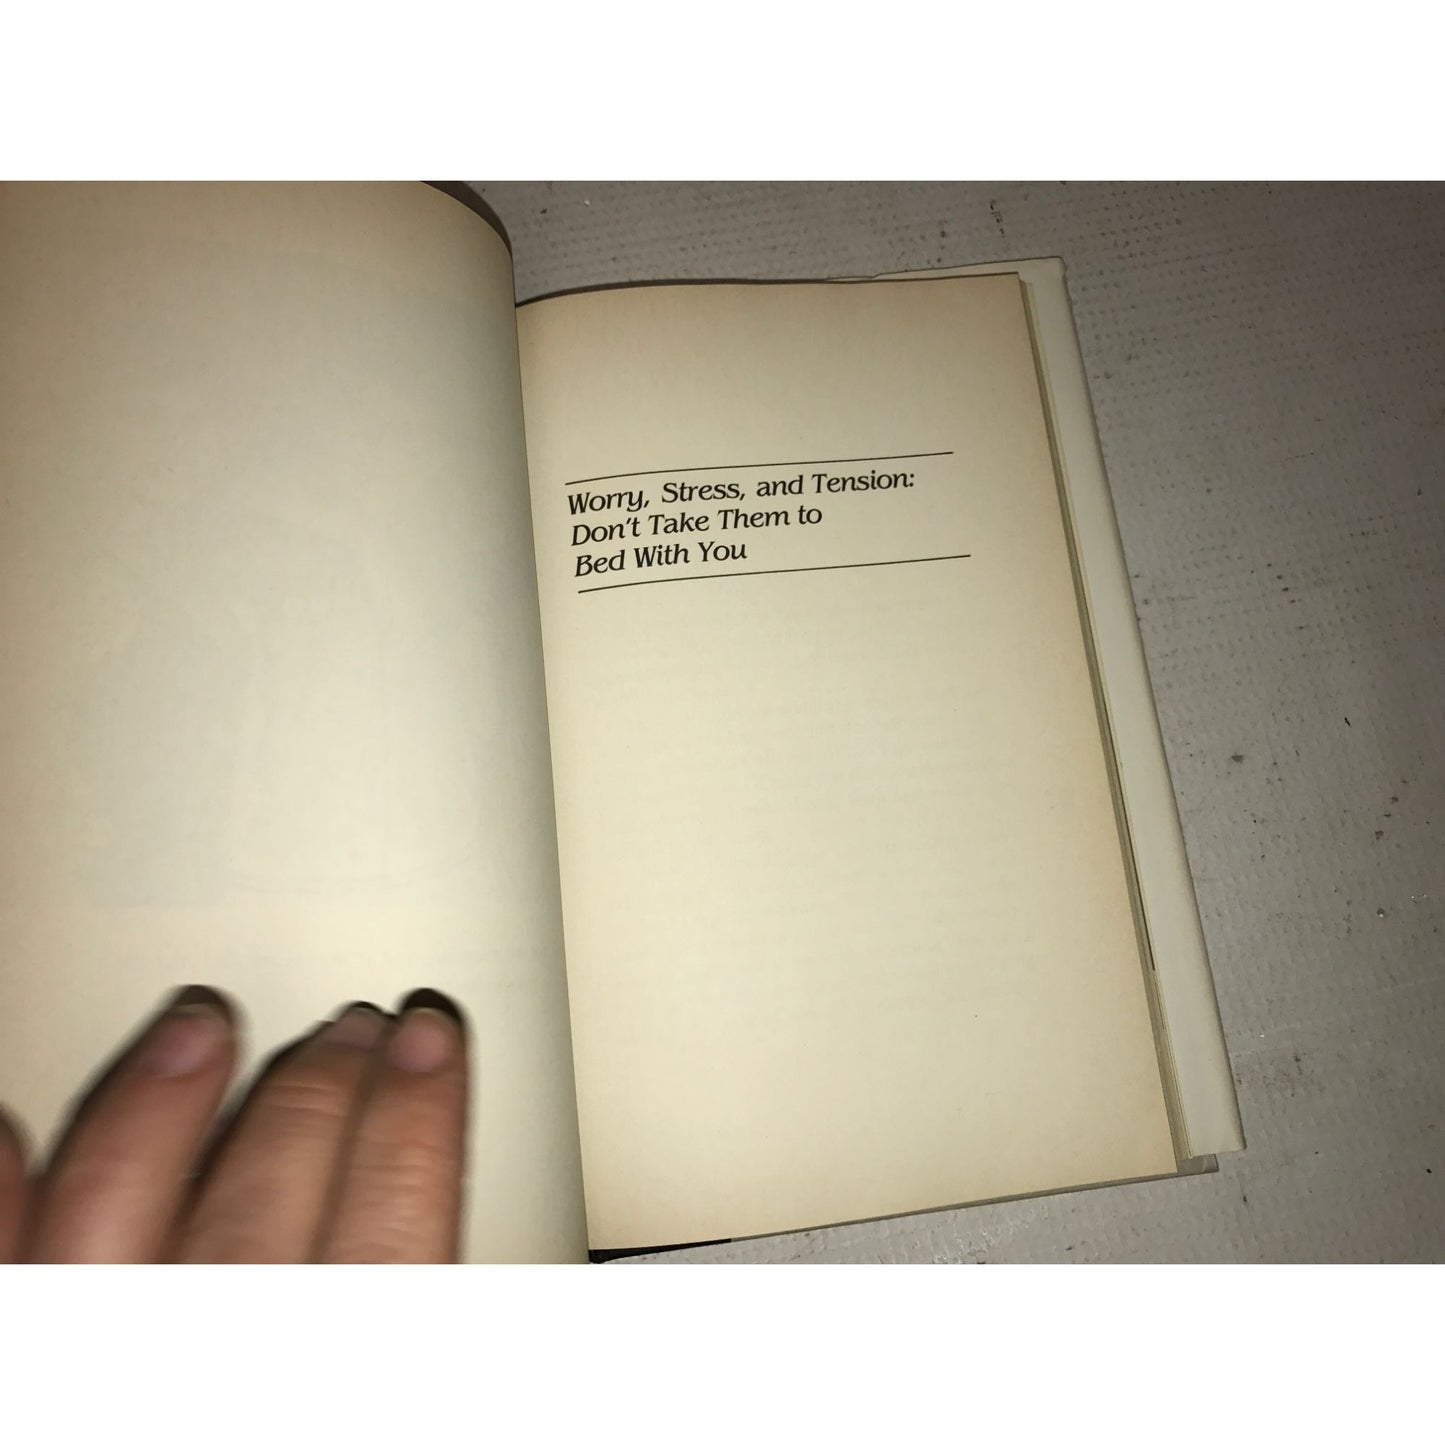 Worry, Stress, and Tension:
Don't Take Them to
Bed With You